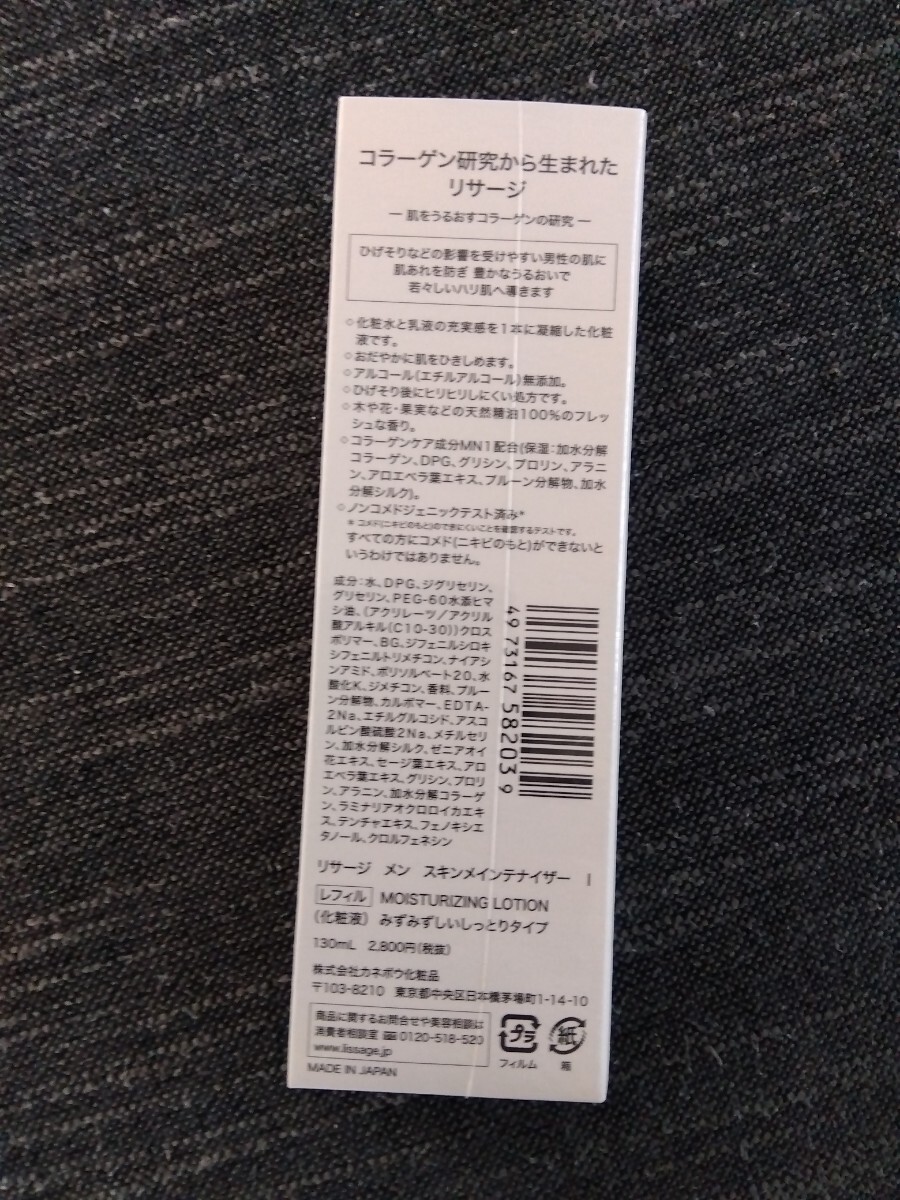 コラーゲン研究から生まれた
リサージ
― 肌をうるおすコラーゲンの研究 ―
ひげそりなどの影響を受けやすい男性の肌に
肌あれを防ぎ 豊かなうるおいで
若々しいハリ肌へ導きます
○化粧水と乳液の充実感を1本に凝縮した化粧
液です。
○おだやかに肌をひきしめます。
○アルコール(エチルアルコール)無添加。
○ひげそり後にヒリヒリしにくい処方です。
○木や花・果実などの天然精油100%のフレッ
シュな香り。
○コラーゲンケア成分MN1配合(保湿:加水分解
コラーゲン、DPG、グリシン、プロリン、アラニ
ン、アロエベラ葉エキス、プルーン分解物、加水
分解シルク)。
○ノンコメドジェニックテスト済み*
* コメド(ニキビのもと)のできにくいことを確認するテストです。
すべての方にコメド(ニキビのもと)ができないと
いうわけではありません。
成分:水、DPG、ジグリセリン、
グリセリン、PEG-60水添ヒマ
シ油、(アクリレーツ/アクリル
酸アルキル(C10-30))クロス
ポリマー、BG、ジフェニルシロキ
シフェニルトリメチコン、ナイアシ
ンアミド、ポリソルベート20、水
酸化K、ジメチコン、香料、プルー
ン分解物、カルボマー、EDTA-
2Na、エチルグルコシド、アスコ
ルビン酸硫酸2Na、メチルセリ
ン、加水分解シルク、ゼニアオイ
花エキス、セージ葉エキス、アロ
エベラ葉エキス、グリシン、プロリ
ン、アラニン、加水分解コラーゲ
ン、ラミナリアオクロロイカエキ
ス、テンチャエキス、フェノキシエ
タノール、クロルフェネシン
49 73167 58203 9
リサージ メン スキンメインテナイザー I
レフィル MOISTURIZING LOTION
(化粧液) みずみずしいしっとりタイプ
130mL 2,800円(税抜)
株式会社カネボウ化粧品
〒103-8210 東京都中央区日本橋茅場町1-14-10
商品に関するお問合せや美容相談は
消費者相談室 0120-518-520
www.lissage.jp
プラ
フィルム
紙
箱
MADE IN JAPAN